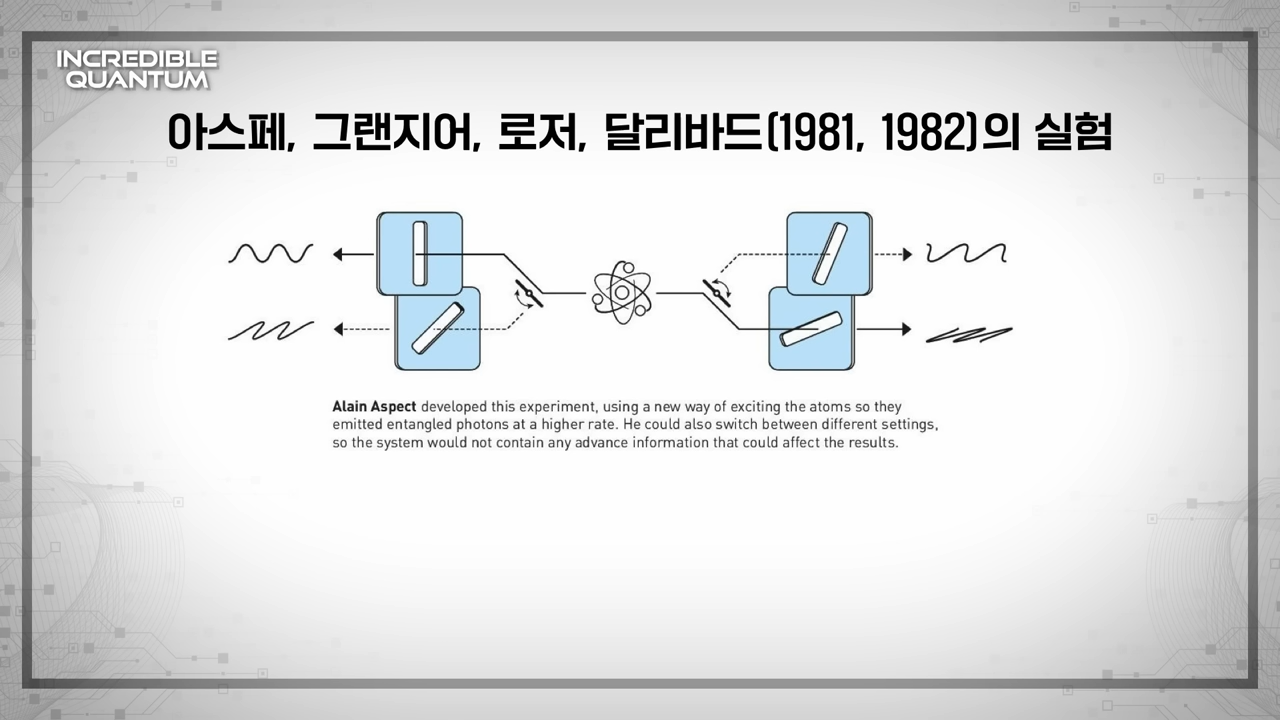 INCREDIBLE
QUANTUM
아스페, 그랜지어, 로저, 달리바드(1981, 1982)의 실험
Alain Aspect developed this experiment, using a new way of exciting the atoms so they
emitted entangled photons at a higher rate. He could also switch between different settings,
so the system would not contain any advance information that could affect the results.